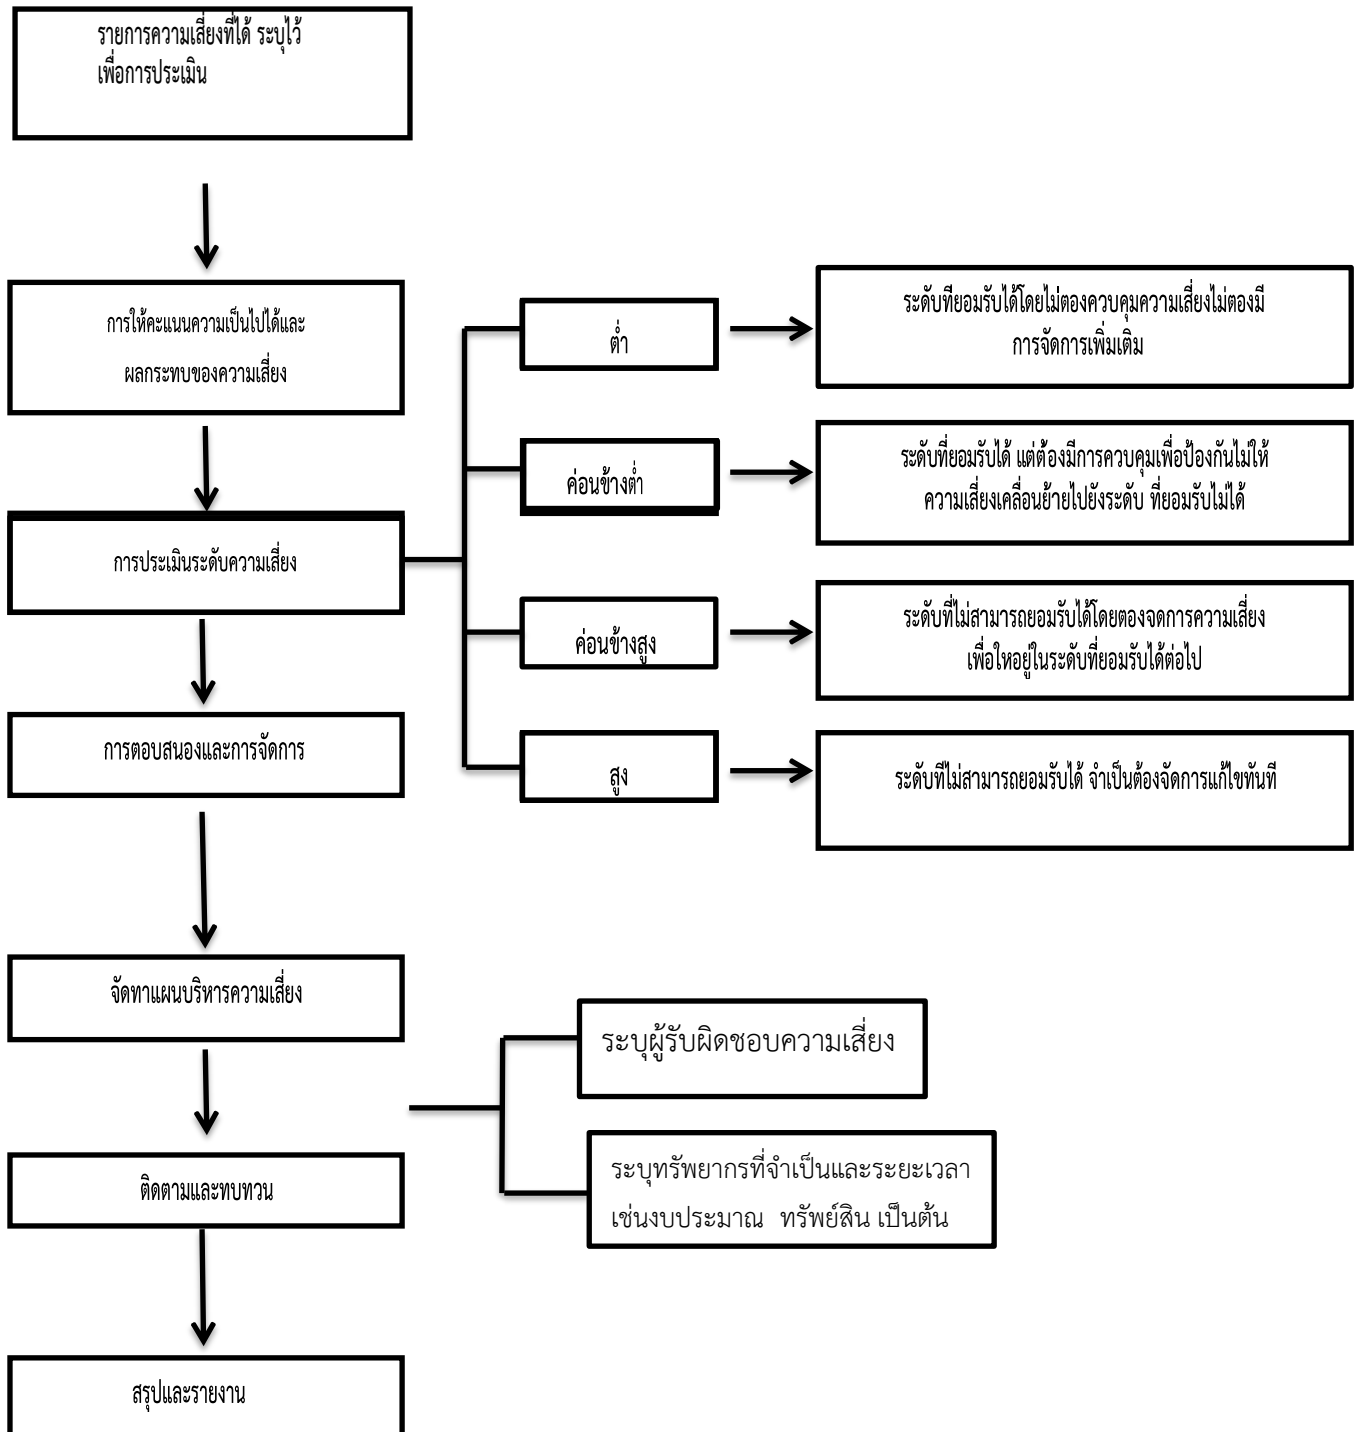 รายการความเสี่ยงที่ได้ ระบุไว้
เพื่อการประเมิน
การให้คะแนนความเป็นไปได้และ
ผลกระทบของความเสี่ยง
การประเมินระดับความเสี่ยง
ต่ำ
ระดับทียอมรับได้โดยไม่ตองควบคุมความเสี่ยงไม่ตองมี
การจัดการเพิ่มเติม
ค่อนข้างต่ำ
ระดับที่ยอมรับได้ แต่ต้องมีการควบคุมเพื่อป้องกันไม่ให้
ความเสี่ยงเคลื่อนย้ายไปยังระดับ ที่ยอมรับไม่ได้
ค่อนข้างสูง
ระดับที่ไม่สามารถยอมรับได้โดยตองจดการความเสี่ยง
เพื่อใหอยู่ในระดับที่ยอมรับได้ต่อไป
สูง
ระดับทีไม่สามารถยอมรับได้ จำเป็นต้องจัดการแก้ไขทันที
การตอบสนองและการจัดการ
จัดทาแผนบริหารความเสี่ยง
ระบุผู้รับผิดชอบความเสี่ยง
ระบุทรัพยากรที่จำเป็นและระยะเวลา
เช่นงบประมาณ ทรัพย์สิน เป็นต้น
ติดตามและทบทวน
สรุปและรายงาน